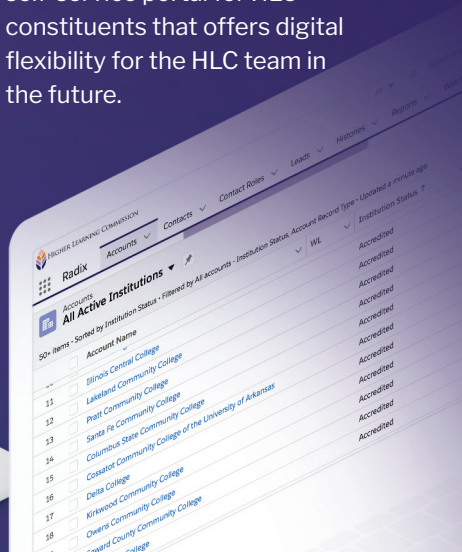 constituents that offers digital
flexibility for the HLC team in
the future.
All
HIGHER LEARNING COMMISSION
Radix
Accounts
Contacts
Contact Roles
Leads
Histories
Reports
Accounts
All Active Institutions
50+ items • Sorted by Institution Status • Filtered by All accounts - Institution Status, Account Record Type • Updated a minute ago
Account Name
WL
Institution Status ↑
Illinois Central College
Accredited
11
Lakeland Community College
Accredited
12
Pratt Community College
Accredited
13
Santa Fe Community College
Accredited
14
Columbus State Community College
Accredited
15
Cossatot Community College of the University of Arkansas
Accredited
16
Delta College
Accredited
17
Kirkwood Community College
Accredited
18
Owens Community College
Accredited
County Community College
Accredited
College